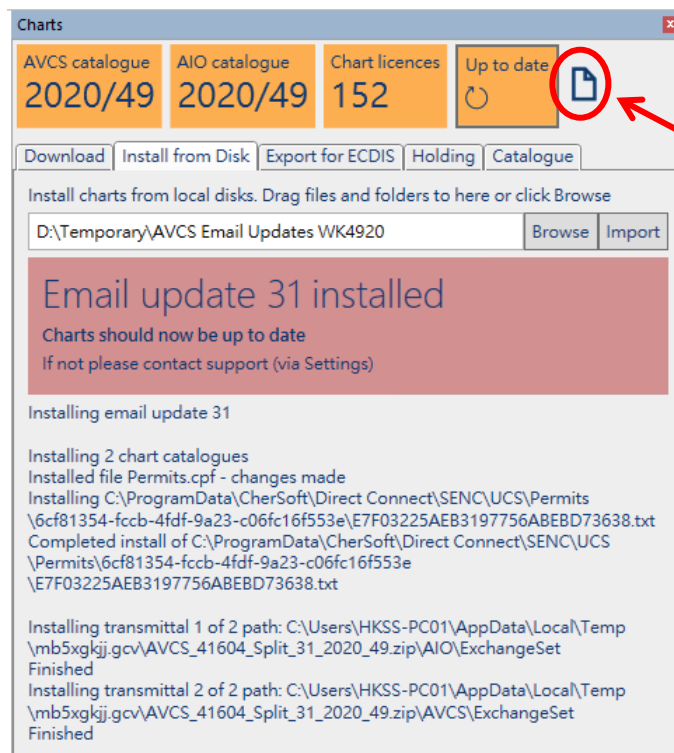 Charts
AVCS catalogue
2020/49
AIO catalogue
2020/49
Chart licences
152
Up to date
Download
Install from Disk
Export for ECDIS
Holding
Catalogue
Install charts from local disks. Drag files and folders to here or click Browse
D:\Temporary\AVCS Email Updates WK4920
Browse
Import
Email update 31 installed
Charts should now be up to date
If not please contact support (via Settings)
Installing email update 31
Installing 2 chart catalogues
Installed file Permits.cpf - changes made
Installing C:\ProgramData\CherSoft\Direct Connect\SENC\UCS\Permits
\6cf81354-fccb-4fdf-9a23-c06fc16f553e\E7F03225AEB3197756ABEBD73638.txt
Completed install of C:\ProgramData\CherSoft\Direct Connect\SENC\UCS
\Permits\6cf81354-fccb-4fdf-9a23-c06fc16f553e
\E7F03225AEB3197756ABEBD73638.txt
Installing transmittal 1 of 2 path: C:\Users\HKSS-PC01\AppData\Local\Temp
\mb5xgkjj.gcv\AVCS_41604_Split_31_2020_49.zip\AIO\ExchangeSet
Finished
Installing transmittal 2 of 2 path: C:\Users\HKSS-PC01\AppData\Local\Temp
\mb5xgkjj.gcv\AVCS_41604_Split_31_2020_49.zip\AVCS\ExchangeSet
Finished